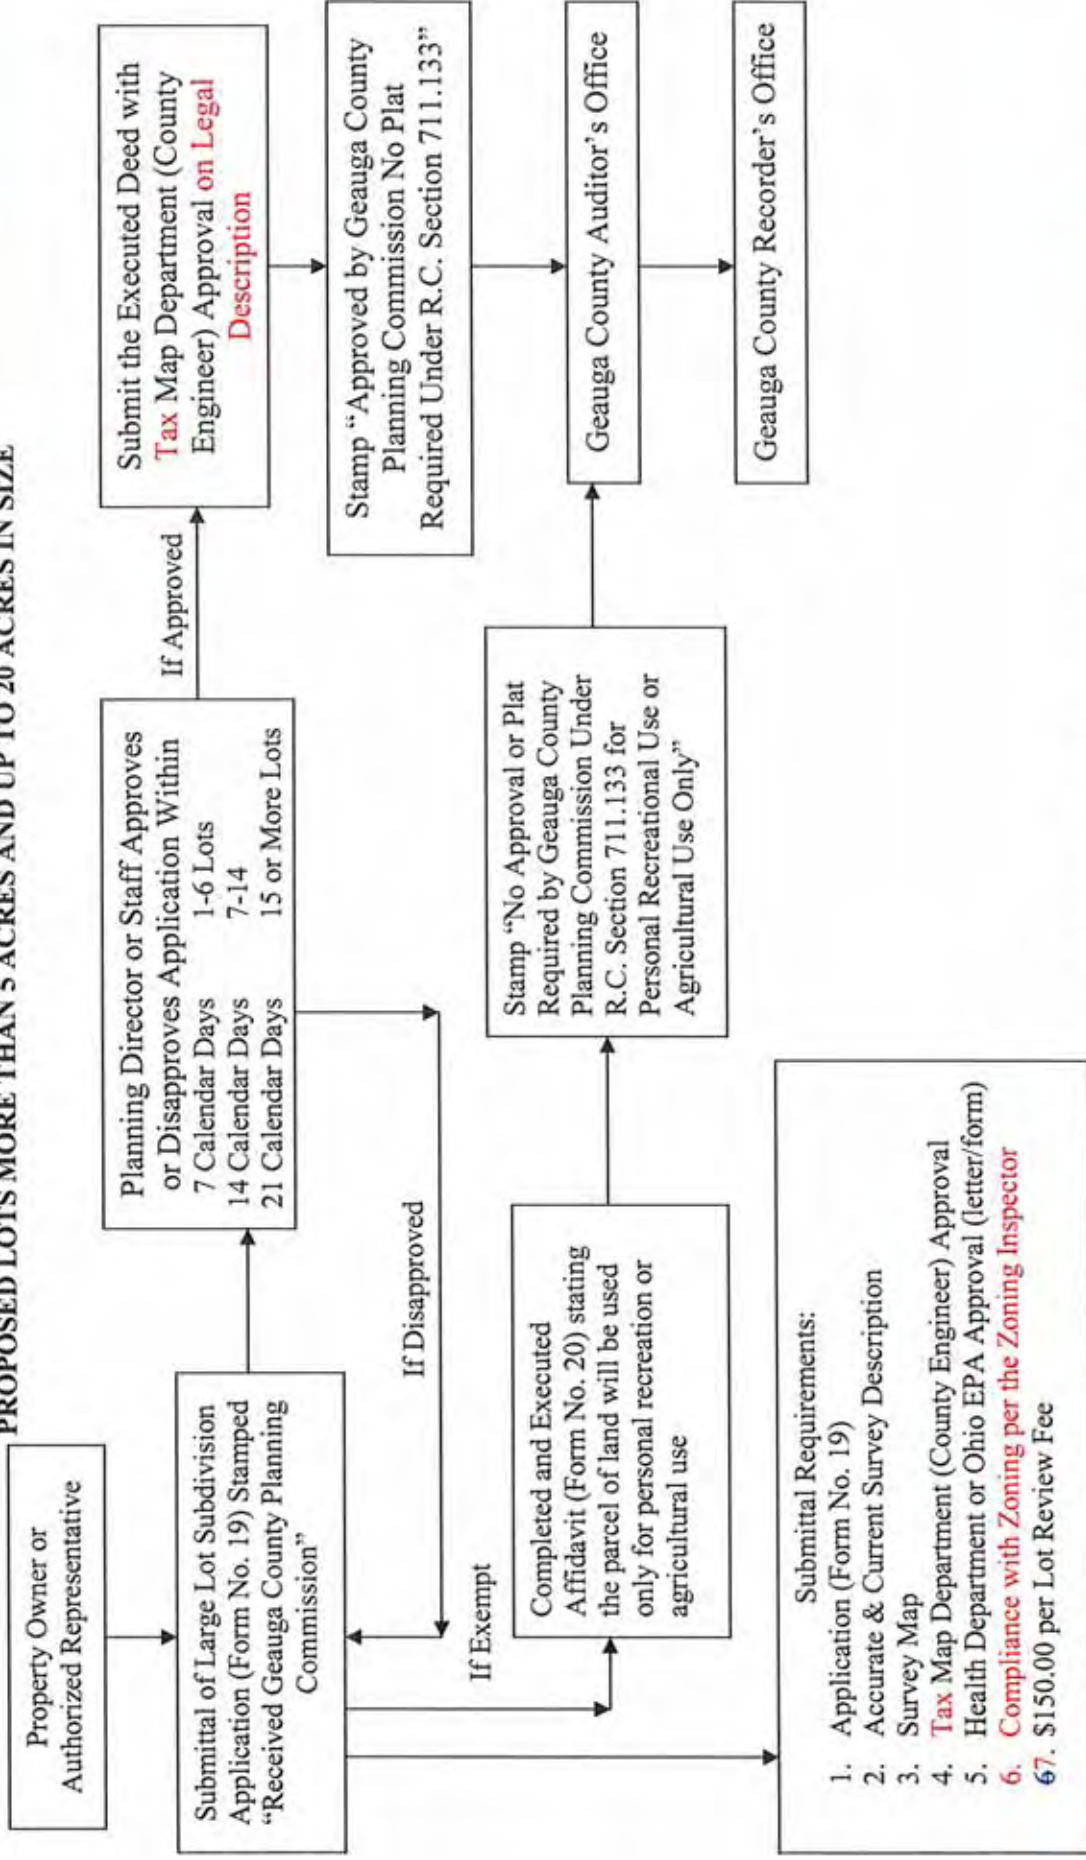 PROPOSED LOTS MORE THAN 5 ACRES AND UP TO 20 ACRES IN SIZE
Property Owner or
Authorized Representative
Submittal of Large Lot Subdivision
Application (Form No. 19) Stamped
“Received Geauga County Planning
Commission”
Planning Director or Staff Approves
or Disapproves Application Within
7 Calendar Days 1-6 Lots
14 Calendar Days 7-14
21 Calendar Days 15 or More Lots
If Approved
Submit the Executed Deed with
Tax Map Department (County
Engineer) Approval on Legal
Description
Stamp “Approved by Geauga County
Planning Commission No Plat
Required Under R.C. Section 711.133”
If Disapproved
If Exempt
Completed and Executed
Affidavit (Form No. 20) stating
the parcel of land will be used
only for personal recreation or
agricultural use
Stamp “No Approval or Plat
Required by Geauga County
Planning Commission Under
R.C. Section 711.133 for
Personal Recreational Use or
Agricultural Use Only”
Geauga County Auditor’s Office
Geauga County Recorder’s Office
Submittal Requirements:
1. Application (Form No. 19)
2. Accurate & Current Survey Description
3. Survey Map
4. Tax Map Department (County Engineer) Approval
5. Health Department or Ohio EPA Approval (letter/form)
6. Compliance with Zoning per the Zoning Inspector
67. $150.00 per Lot Review Fee